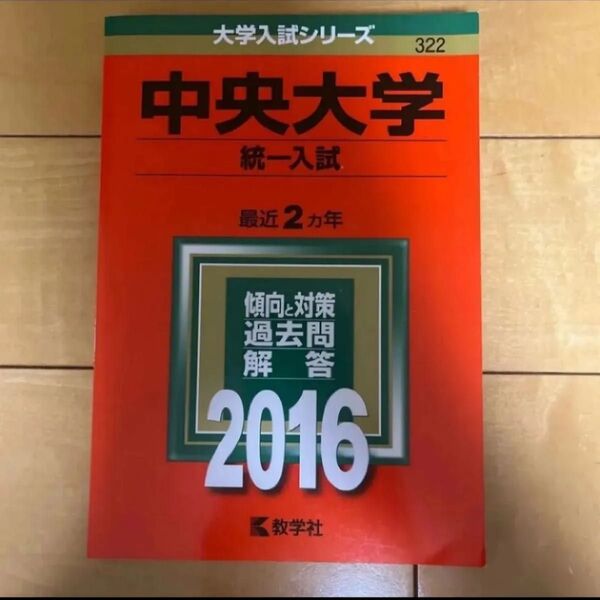 大学入試シリーズ
322
中央大学
統一入試
最近2ヵ年
傾向と対策
過去問
解答
2016
教学社